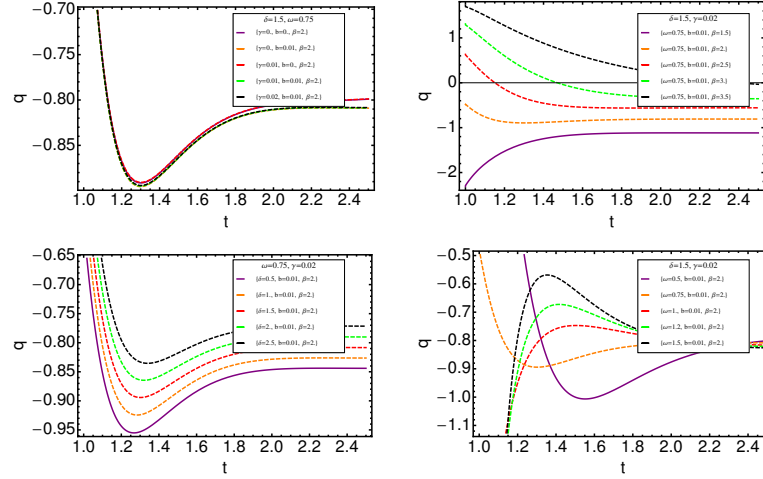 δ=1.5, ω=0.75
{γ=0., b=0., β=2.}
{γ=0., b=0.01, β=2.}
{γ=0.01, b=0., β=2.}
{γ=0.01, b=0.01, β=2.}
{γ=0.02, b=0.01, β=2.}
-0.70
-0.75
-0.80
-0.85
q
1.0 1.2 1.4 1.6 1.8 2.0 2.2 2.4
t
δ=1.5, γ=0.02
{ω=0.75, b=0.01, β=1.5}
{ω=0.75, b=0.01, β=2.}
{ω=0.75, b=0.01, β=2.5}
{ω=0.75, b=0.01, β=3.}
{ω=0.75, b=0.01, β=3.5}
1
0
-1
-2
q
1.0 1.2 1.4 1.6 1.8 2.0 2.2 2.4
t
ω=0.75, γ=0.02
{δ=0.5, b=0.01, β=2.}
{δ=1., b=0.01, β=2.}
{δ=1.5, b=0.01, β=2.}
{δ=2., b=0.01, β=2.}
{δ=2.5, b=0.01, β=2.}
-0.65
-0.70
-0.75
-0.80
-0.85
-0.90
-0.95
q
1.0 1.2 1.4 1.6 1.8 2.0 2.2 2.4
t
δ=1.5, γ=0.02
{ω=0.5, b=0.01, β=2.}
{ω=0.75, b=0.01, β=2.}
{ω=1., b=0.01, β=2.}
{ω=1.2, b=0.01, β=2.}
{ω=1.5, b=0.01, β=2.}
-0.5
-0.6
-0.7
-0.8
-0.9
-1.0
-1.1
q
1.0 1.2 1.4 1.6 1.8 2.0 2.2 2.4
t